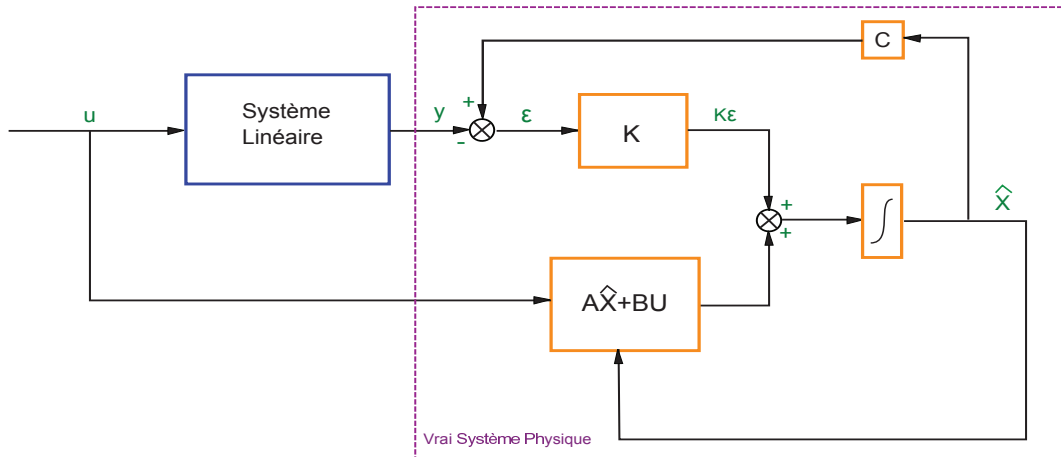 C
u
Système
Linéaire
y
+
-
ε
K
Kε
+
+
∫
X̂
AX̂+BU
Vrai Système Physique